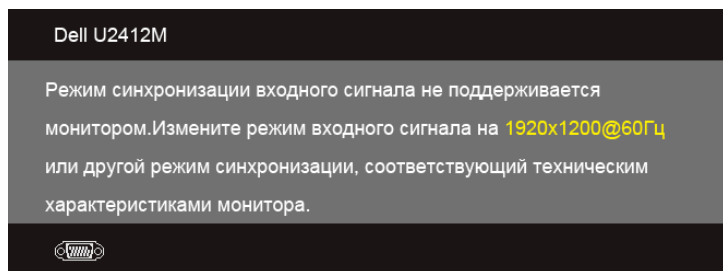 Dell U2412M
Режим синхронизации входного сигнала не поддерживается
монитором.Измените режим входного сигнала на 1920x1200@60Гц
или другой режим синхронизации, соответствующий техническим
характеристиками монитора.